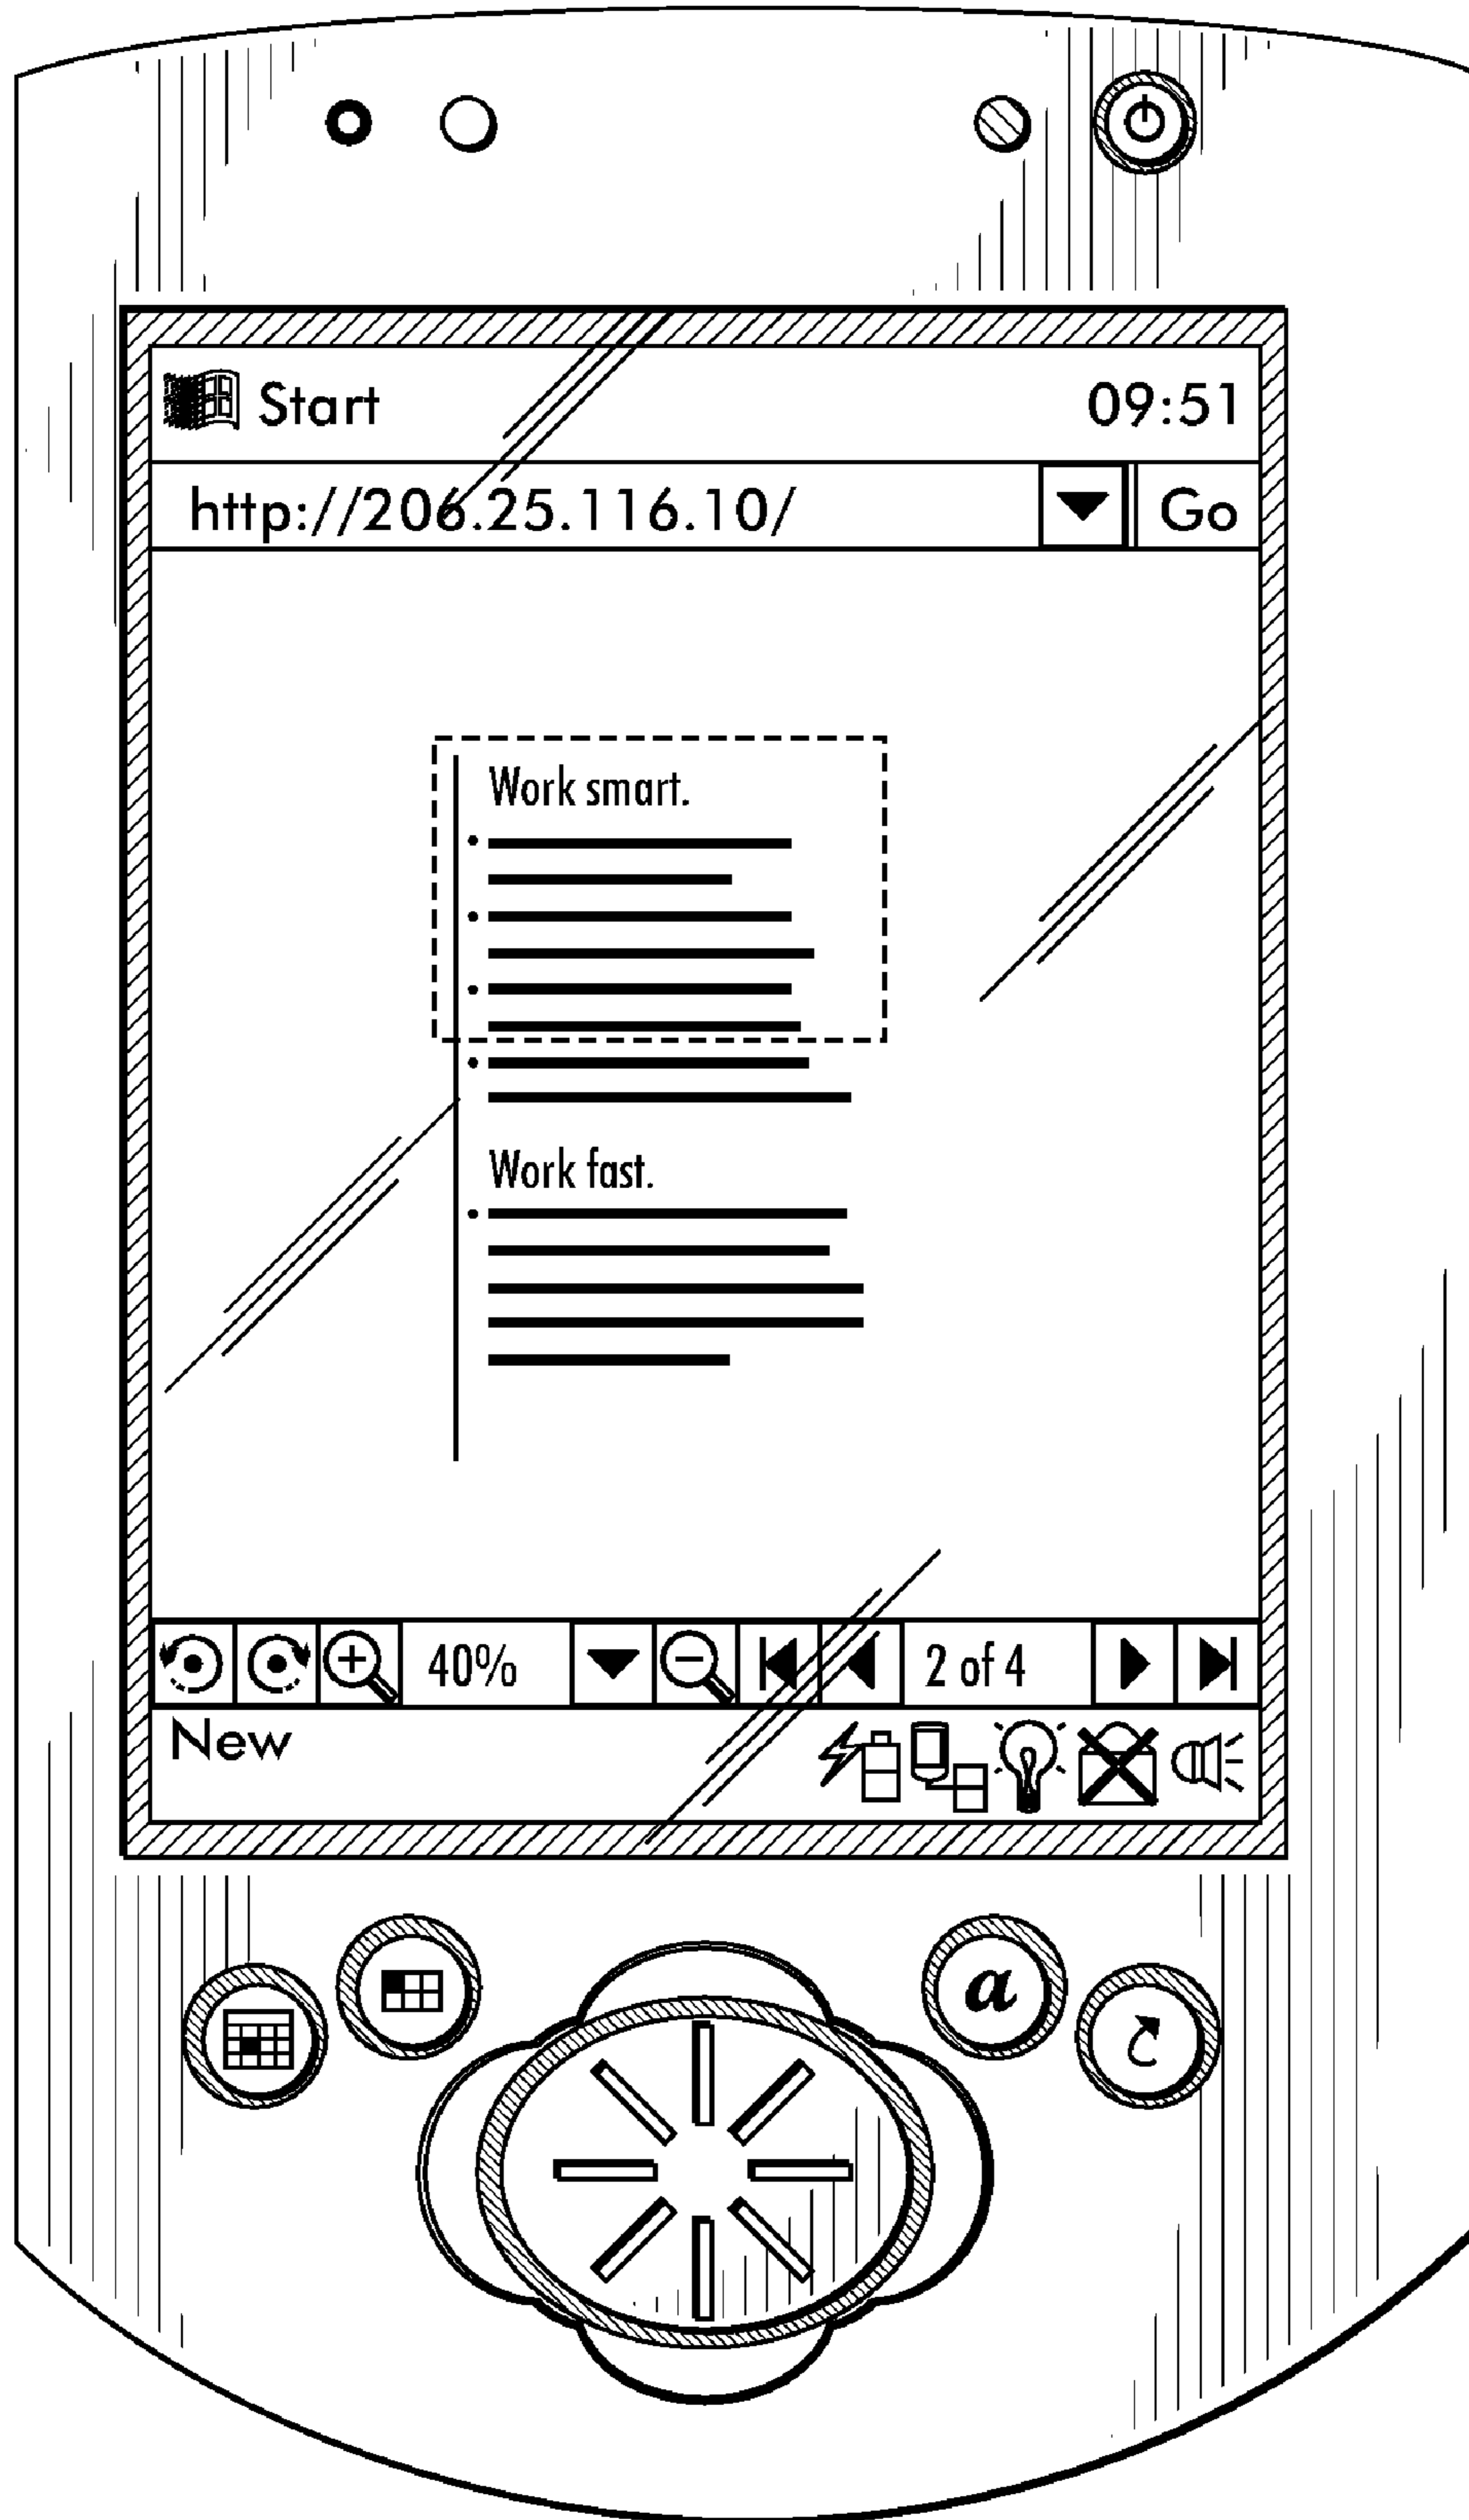 Start 09:51
http://206.25.116.10/ Go
Work smart.
Work fast.
40% 2 of 4
New
a